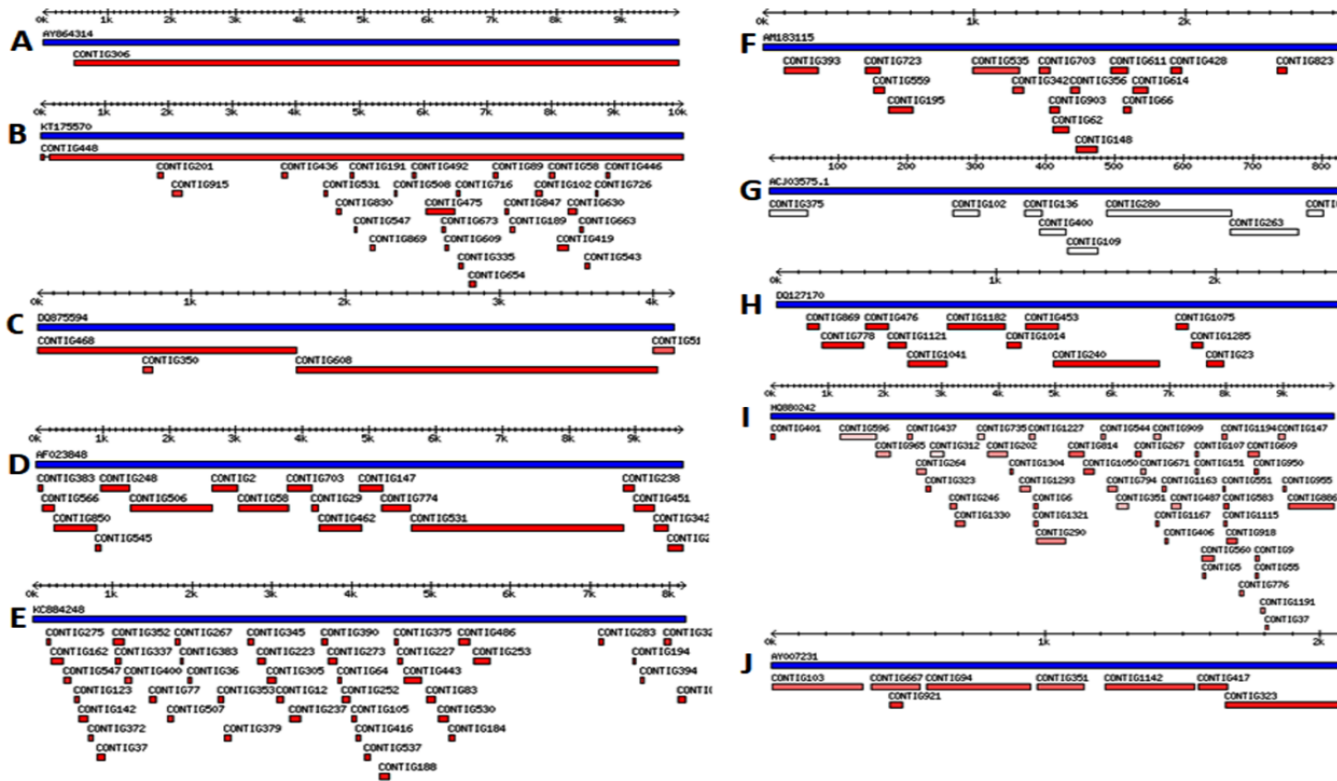 A
0k 1k 2k 3k 4k 5k 6k 7k 8k 9k
AY864314
CONTIG306
B
0k 1k 2k 3k 4k 5k 6k 7k 8k 9k 10k
KT175570
CONTIG448
CONTIG201 CONTIG436 CONTIG191 CONTIG492 CONTIG89 CONTIG58 CONTIG446
CONTIG915 CONTIG531 CONTIG508 CONTIG716 CONTIG102 CONTIG726
CONTIG830 CONTIG475 CONTIG847 CONTIG630
CONTIG547 CONTIG673 CONTIG189 CONTIG663
CONTIG869 CONTIG609 CONTIG419
CONTIG335 CONTIG543
CONTIG654
C
0k 1k 2k 3k 4k
DQ875594
CONTIG468 CONTIG51
CONTIG350 CONTIG608
D
0k 1k 2k 3k 4k 5k 6k 7k 8k 9k
AF023848
CONTIG383 CONTIG248 CONTIG2 CONTIG703 CONTIG147 CONTIG238
CONTIG566 CONTIG506 CONTIG58 CONTIG29 CONTIG774 CONTIG451
CONTIG850 CONTIG462 CONTIG531 CONTIG342
CONTIG545
E
0k 1k 2k 3k 4k 5k 6k 7k 8k
KC884248
CONTIG275 CONTIG352 CONTIG267 CONTIG345 CONTIG390 CONTIG375 CONTIG486 CONTIG283 CONTIG32
CONTIG162 CONTIG337 CONTIG383 CONTIG223 CONTIG273 CONTIG227 CONTIG253 CONTIG194
CONTIG547 CONTIG400 CONTIG36 CONTIG305 CONTIG64 CONTIG443 CONTIG394
CONTIG123 CONTIG77 CONTIG353 CONTIG12 CONTIG252 CONTIG83
CONTIG142 CONTIG507 CONTIG237 CONTIG105 CONTIG530
CONTIG372 CONTIG379 CONTIG416 CONTIG184
CONTIG37 CONTIG537
CONTIG188
F
0k 1k 2k
AM183115
CONTIG393 CONTIG723 CONTIG535 CONTIG703 CONTIG611 CONTIG428 CONTIG823
CONTIG559 CONTIG342 CONTIG356 CONTIG614
CONTIG195 CONTIG903 CONTIG66
CONTIG62
CONTIG148
G
100 200 300 400 500 600 700
ACJ03575.1
CONTIG375 CONTIG102 CONTIG136 CONTIG280 CONTIG140
CONTIG400 CONTIG263
CONTIG109
H
0k 1k 2k
DQ127170
CONTIG869 CONTIG476 CONTIG1182 CONTIG453 CONTIG1075
CONTIG778 CONTIG1121 CONTIG1014 CONTIG1285
CONTIG1041 CONTIG240 CONTIG23
I
0k 1k 2k 3k 4k 5k 6k 7k 8k 9k
HQ880242
CONTIG401 CONTIG596 CONTIG437 CONTIG735 CONTIG1227 CONTIG544 CONTIG909 CONTIG1194 CONTIG147
CONTIG965 CONTIG312 CONTIG202 CONTIG814 CONTIG267 CONTIG107 CONTIG609
CONTIG264 CONTIG1304 CONTIG1050 CONTIG671 CONTIG151 CONTIG950
CONTIG323 CONTIG1293 CONTIG794 CONTIG1163 CONTIG551 CONTIG955
CONTIG246 CONTIG6 CONTIG351 CONTIG487 CONTIG583 CONTIG886
CONTIG1330 CONTIG1321 CONTIG1167 CONTIG1115
CONTIG290 CONTIG406 CONTIG918
CONTIG560 CONTIG9
CONTIG5 CONTIG55
CONTIG776
CONTIG1191
CONTIG37
J
0k 1k 2k
AY007231
CONTIG103 CONTIG667 CONTIG94 CONTIG351 CONTIG1142 CONTIG417
CONTIG921 CONTIG323